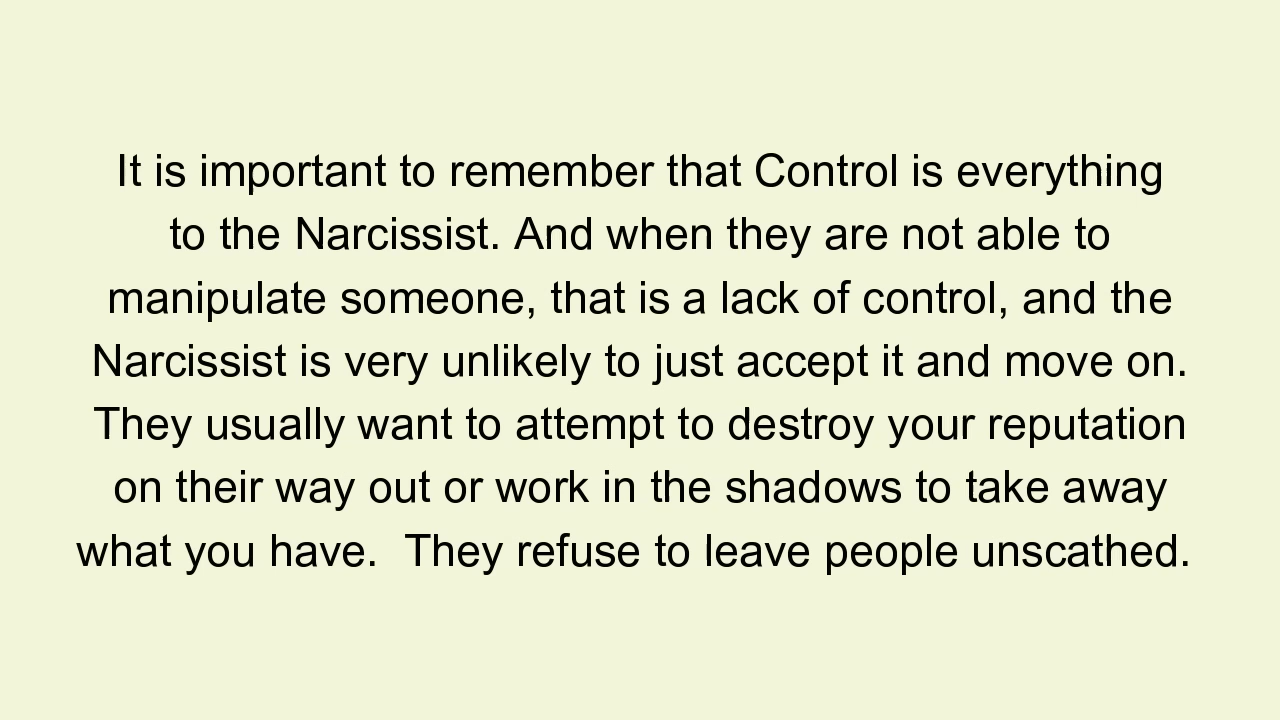 It is important to remember that Control is everything
to the Narcissist. And when they are not able to
manipulate someone, that is a lack of control, and the
Narcissist is very unlikely to just accept it and move on.
They usually want to attempt to destroy your reputation
on their way out or work in the shadows to take away
what you have.  They refuse to leave people unscathed.